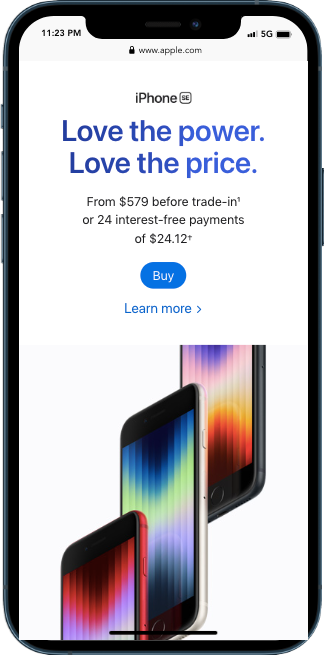 11:23 PM
5G
www.apple.com
iPhone SE
Love the power.
Love the price.
From $579 before trade-in¹
or 24 interest-free payments
of $24.12†
Buy
Learn more >